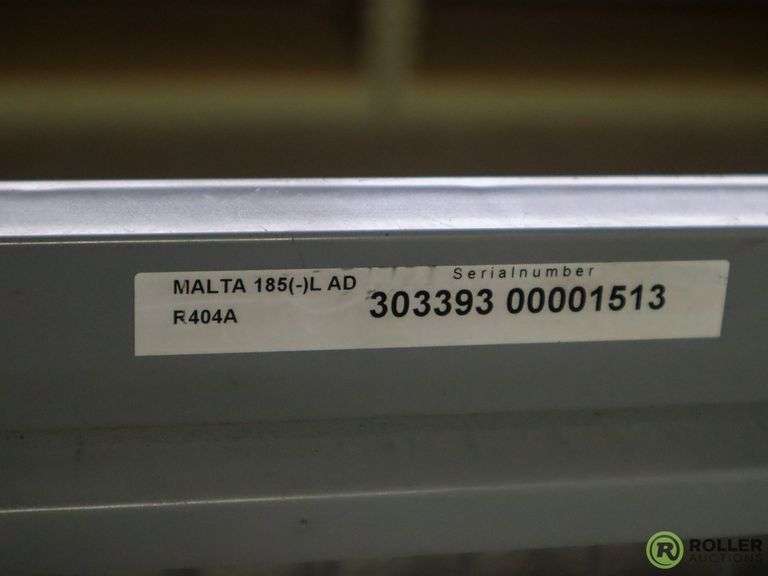 MALTA 185(-)L AD
R404A
Serialnumber
303393 00001513
R ROLLER
AUCTIONS